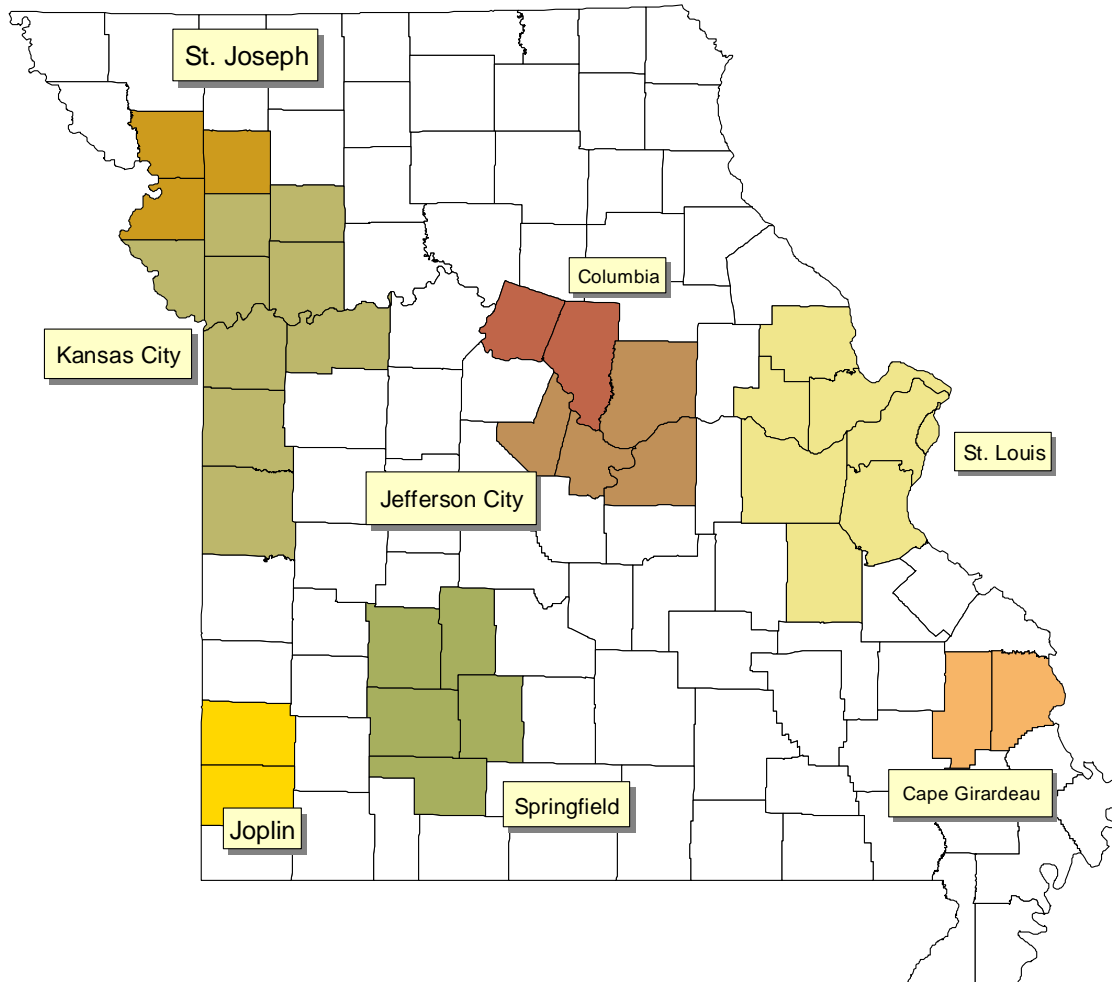 St. Joseph
Columbia
Kansas City
St. Louis
Jefferson City
Cape Girardeau
Springfield
Joplin